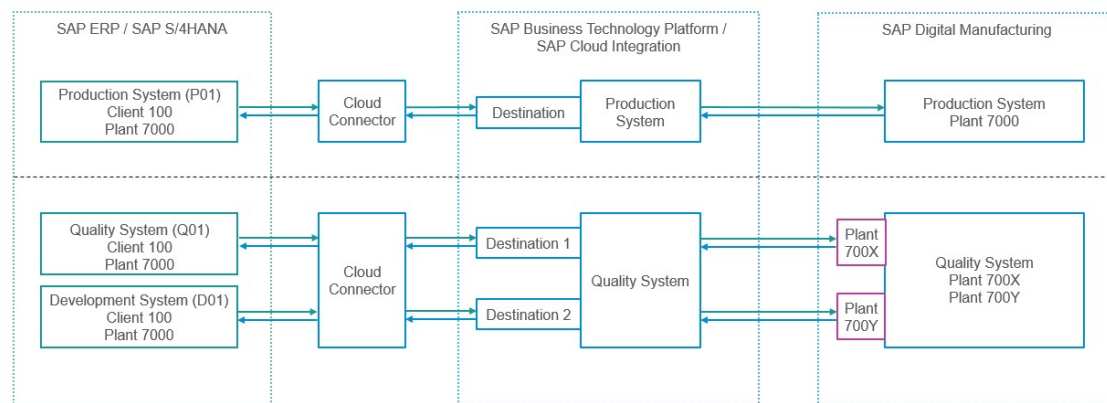 SAP ERP / SAP S/4HANA
SAP Business Technology Platform /
SAP Cloud Integration
SAP Digital Manufacturing
Production System (P01)
Client 100
Plant 7000
Cloud
Connector
Destination
Production
System
Production System
Plant 7000
Quality System (Q01)
Client 100
Plant 7000
Development System (D01)
Client 100
Plant 7000
Cloud
Connector
Destination 1
Destination 2
Quality System
Plant
700X
Plant
700Y
Quality System
Plant 700X
Plant 700Y